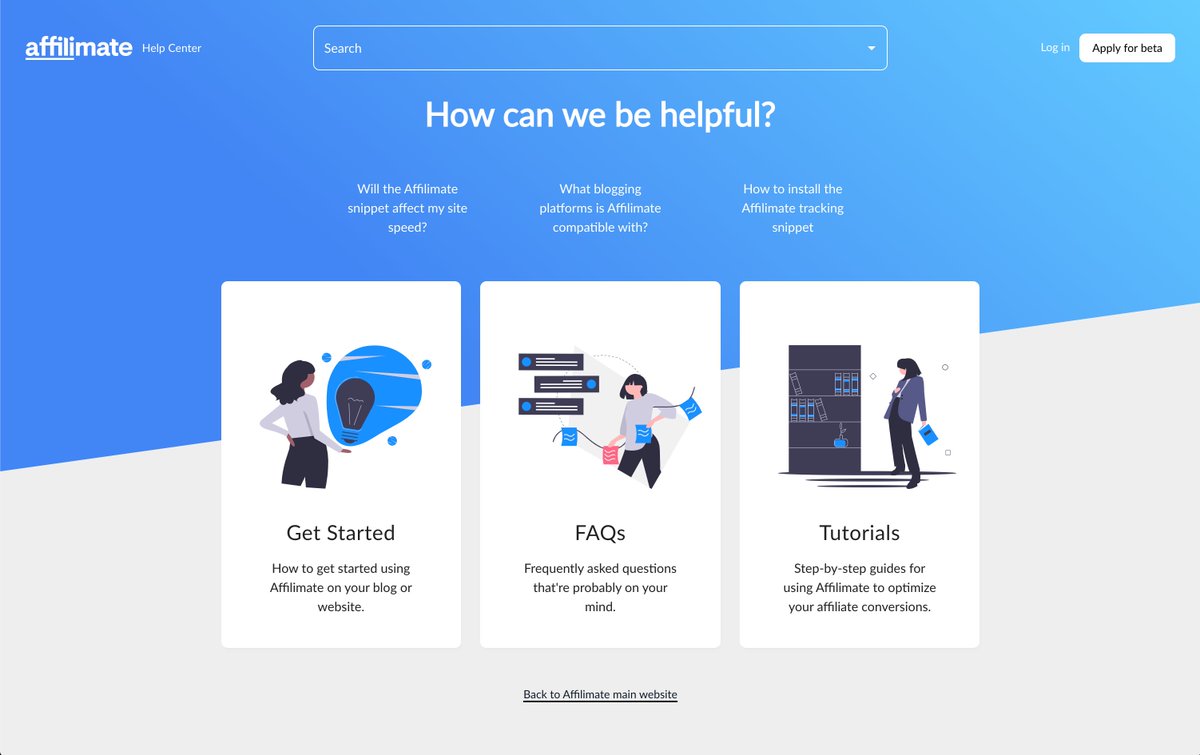 affilimate Help Center
Search
Log in
Apply for beta
How can we be helpful?
Will the Affilimate
snippet affect my site
speed?
What blogging
platforms is Affilimate
compatible with?
How to install the
Affilimate tracking
snippet
Get Started
How to get started using
Affilimate on your blog or
website.
FAQs
Frequently asked questions
that're probably on your
mind.
Tutorials
Step-by-step guides for
using Affilimate to optimize
your affiliate conversions.
Back to Affilimate main website